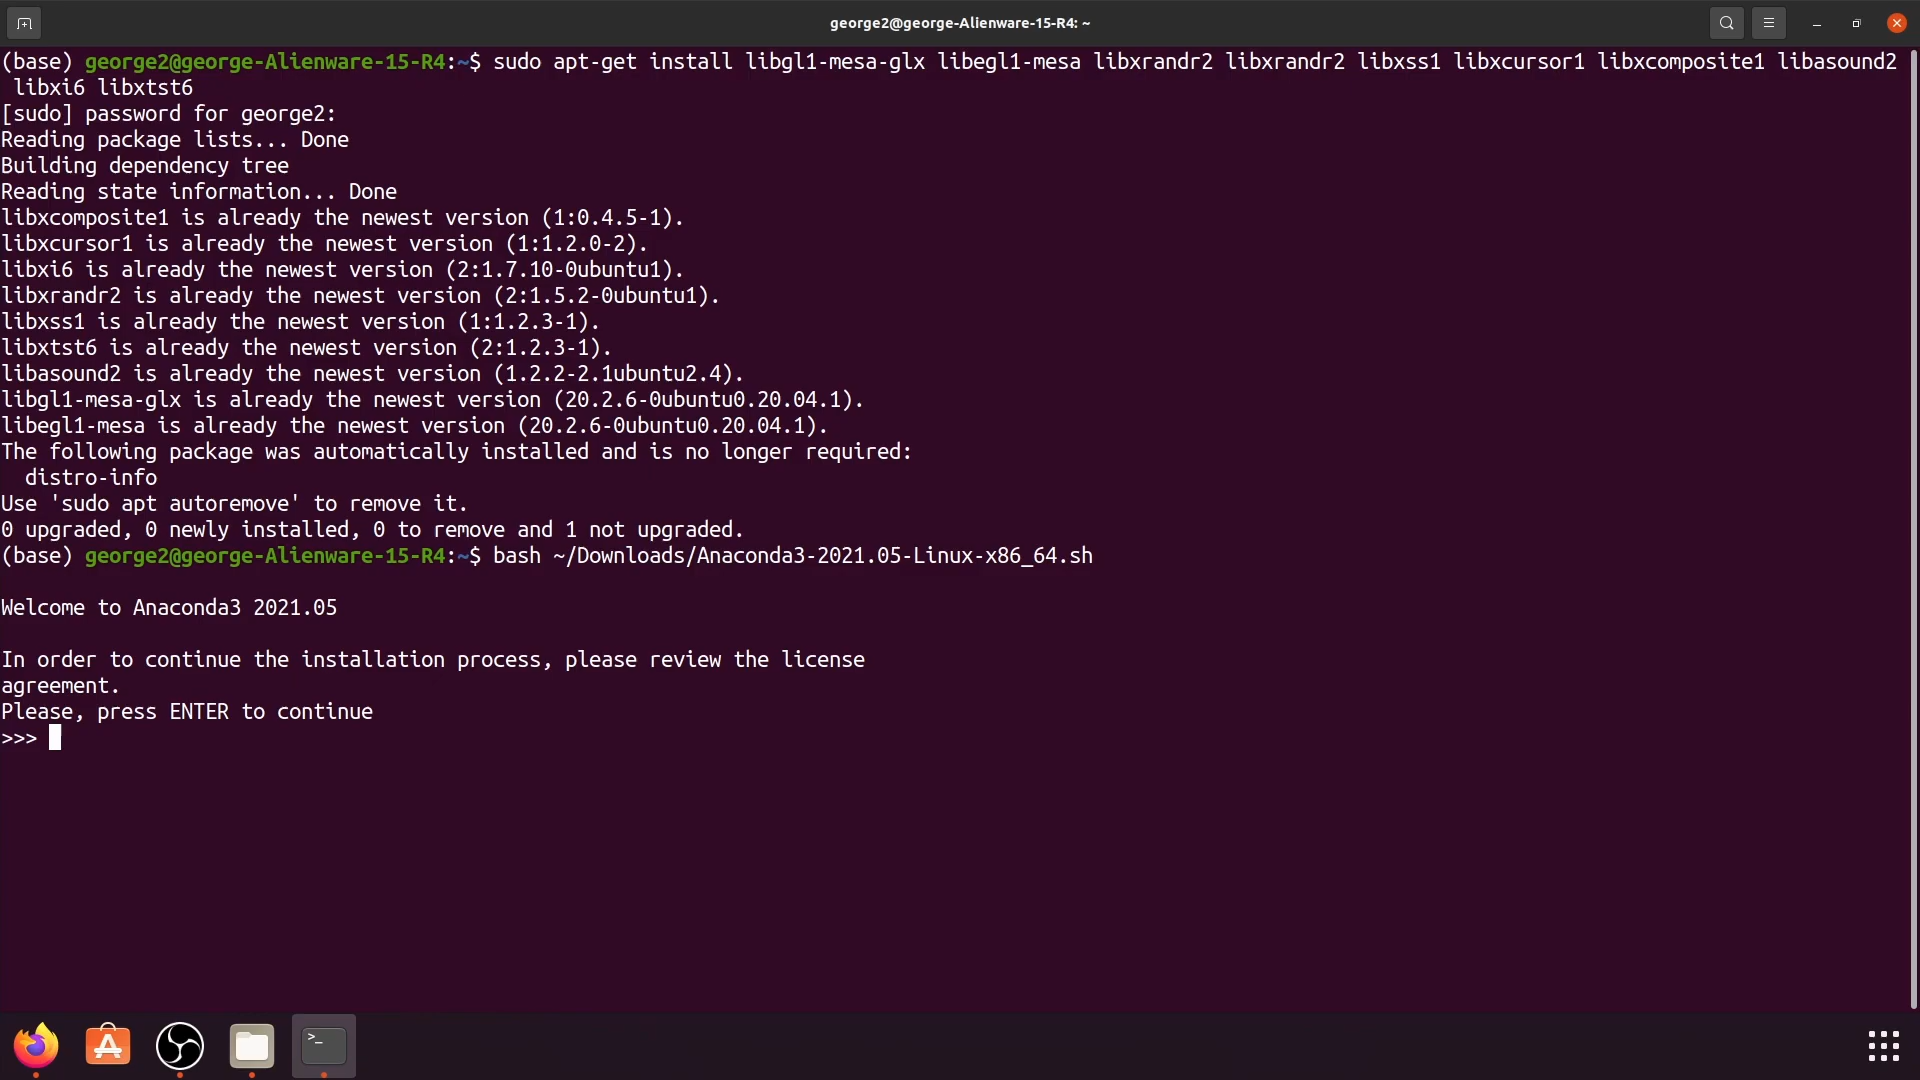 george2@george-Alienware-15-R4: ~
(base) george2@george-Alienware-15-R4:~$ sudo apt-get install libgl1-mesa-glx libegl1-mesa libxrandr2 libxrandr2 libxss1 libxcursor1 libxcomposite1 libasound2
 libxi6 libxtst6
[sudo] password for george2:
Reading package lists... Done
Building dependency tree
Reading state information... Done
libxcomposite1 is already the newest version (1:0.4.5-1).
libxcursor1 is already the newest version (1:1.2.0-2).
libxi6 is already the newest version (2:1.7.10-0ubuntu1).
libxrandr2 is already the newest version (2:1.5.2-0ubuntu1).
libxss1 is already the newest version (1:1.2.3-1).
libxtst6 is already the newest version (2:1.2.3-1).
libasound2 is already the newest version (1.2.2-2.1ubuntu2.4).
libgl1-mesa-glx is already the newest version (20.2.6-0ubuntu0.20.04.1).
libegl1-mesa is already the newest version (20.2.6-0ubuntu0.20.04.1).
The following package was automatically installed and is no longer required:
  distro-info
Use 'sudo apt autoremove' to remove it.
0 upgraded, 0 newly installed, 0 to remove and 1 not upgraded.
(base) george2@george-Alienware-15-R4:~$ bash ~/Downloads/Anaconda3-2021.05-Linux-x86_64.sh
Welcome to Anaconda3 2021.05
In order to continue the installation process, please review the license
agreement.
Please, press ENTER to continue
>>>